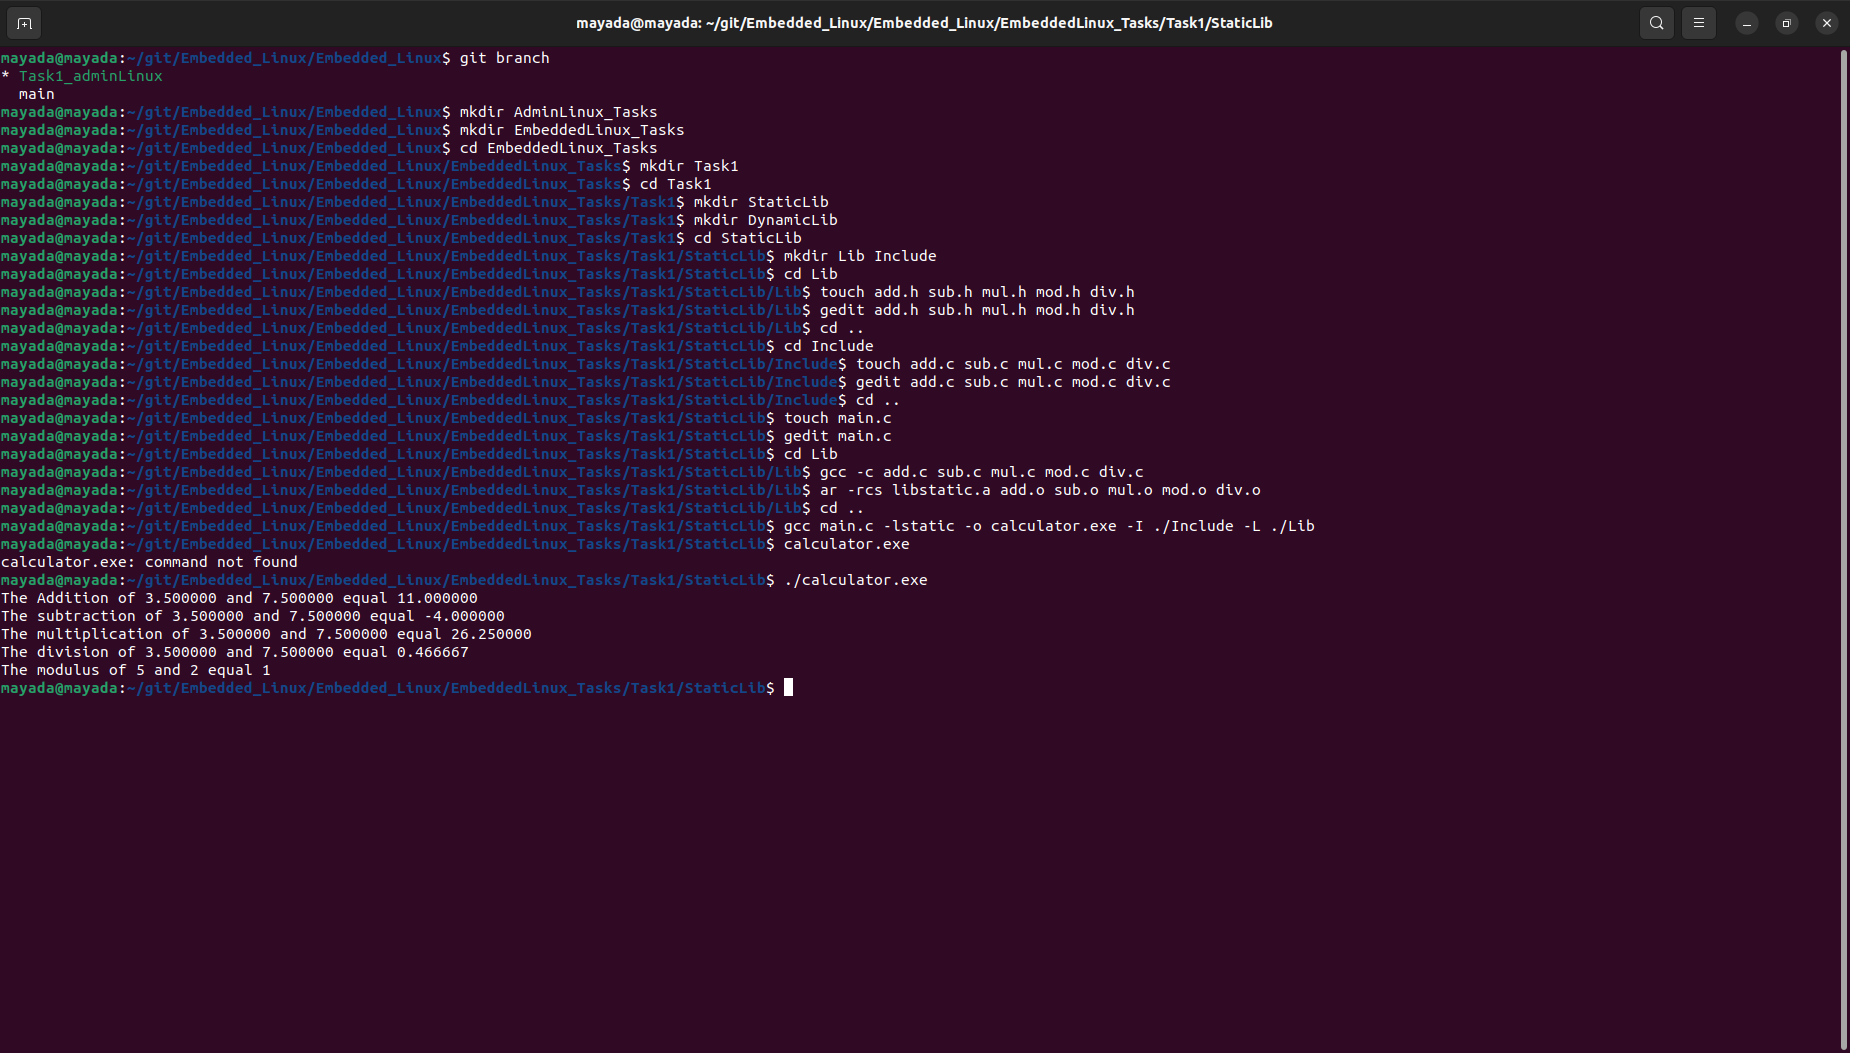 mayada@mayada: ~/git/Embedded_Linux/Embedded_Linux/EmbeddedLinux_Tasks/Task1/StaticLib
mayada@mayada:~/git/Embedded_Linux/Embedded_Linux$ git branch
* Task1_adminLinux
  main
mayada@mayada:~/git/Embedded_Linux/Embedded_Linux$ mkdir AdminLinux_Tasks
mayada@mayada:~/git/Embedded_Linux/Embedded_Linux$ mkdir EmbeddedLinux_Tasks
mayada@mayada:~/git/Embedded_Linux/Embedded_Linux$ cd EmbeddedLinux_Tasks
mayada@mayada:~/git/Embedded_Linux/Embedded_Linux/EmbeddedLinux_Tasks$ mkdir Task1
mayada@mayada:~/git/Embedded_Linux/Embedded_Linux/EmbeddedLinux_Tasks$ cd Task1
mayada@mayada:~/git/Embedded_Linux/Embedded_Linux/EmbeddedLinux_Tasks/Task1$ mkdir StaticLib
mayada@mayada:~/git/Embedded_Linux/Embedded_Linux/EmbeddedLinux_Tasks/Task1$ mkdir DynamicLib
mayada@mayada:~/git/Embedded_Linux/Embedded_Linux/EmbeddedLinux_Tasks/Task1$ cd StaticLib
mayada@mayada:~/git/Embedded_Linux/Embedded_Linux/EmbeddedLinux_Tasks/Task1/StaticLib$ mkdir Lib Include
mayada@mayada:~/git/Embedded_Linux/Embedded_Linux/EmbeddedLinux_Tasks/Task1/StaticLib$ cd Lib
mayada@mayada:~/git/Embedded_Linux/Embedded_Linux/EmbeddedLinux_Tasks/Task1/StaticLib/Lib$ touch add.h sub.h mul.h mod.h div.h
mayada@mayada:~/git/Embedded_Linux/Embedded_Linux/EmbeddedLinux_Tasks/Task1/StaticLib/Lib$ gedit add.h sub.h mul.h mod.h div.h
mayada@mayada:~/git/Embedded_Linux/Embedded_Linux/EmbeddedLinux_Tasks/Task1/StaticLib/Lib$ cd ..
mayada@mayada:~/git/Embedded_Linux/Embedded_Linux/EmbeddedLinux_Tasks/Task1/StaticLib$ cd Include
mayada@mayada:~/git/Embedded_Linux/Embedded_Linux/EmbeddedLinux_Tasks/Task1/StaticLib/Include$ touch add.c sub.c mul.c mod.c div.c
mayada@mayada:~/git/Embedded_Linux/Embedded_Linux/EmbeddedLinux_Tasks/Task1/StaticLib/Include$ gedit add.c sub.c mul.c mod.c div.c
mayada@mayada:~/git/Embedded_Linux/Embedded_Linux/EmbeddedLinux_Tasks/Task1/StaticLib/Include$ cd ..
mayada@mayada:~/git/Embedded_Linux/Embedded_Linux/EmbeddedLinux_Tasks/Task1/StaticLib$ touch main.c
mayada@mayada:~/git/Embedded_Linux/Embedded_Linux/EmbeddedLinux_Tasks/Task1/StaticLib$ gedit main.c
mayada@mayada:~/git/Embedded_Linux/Embedded_Linux/EmbeddedLinux_Tasks/Task1/StaticLib$ cd Lib
mayada@mayada:~/git/Embedded_Linux/Embedded_Linux/EmbeddedLinux_Tasks/Task1/StaticLib/Lib$ gcc -c add.c sub.c mul.c mod.c div.c
mayada@mayada:~/git/Embedded_Linux/Embedded_Linux/EmbeddedLinux_Tasks/Task1/StaticLib/Lib$ ar -rcs libstatic.a add.o sub.o mul.o mod.o div.o
mayada@mayada:~/git/Embedded_Linux/Embedded_Linux/EmbeddedLinux_Tasks/Task1/StaticLib/Lib$ cd ..
mayada@mayada:~/git/Embedded_Linux/Embedded_Linux/EmbeddedLinux_Tasks/Task1/StaticLib$ gcc main.c -lstatic -o calculator.exe -I ./Include -L ./Lib
mayada@mayada:~/git/Embedded_Linux/Embedded_Linux/EmbeddedLinux_Tasks/Task1/StaticLib$ calculator.exe
calculator.exe: command not found
mayada@mayada:~/git/Embedded_Linux/Embedded_Linux/EmbeddedLinux_Tasks/Task1/StaticLib$ ./calculator.exe
The Addition of 3.500000 and 7.500000 equal 11.000000
The subtraction of 3.500000 and 7.500000 equal -4.000000
The multiplication of 3.500000 and 7.500000 equal 26.250000
The division of 3.500000 and 7.500000 equal 0.466667
The modulus of 5 and 2 equal 1
mayada@mayada:~/git/Embedded_Linux/Embedded_Linux/EmbeddedLinux_Tasks/Task1/StaticLib$